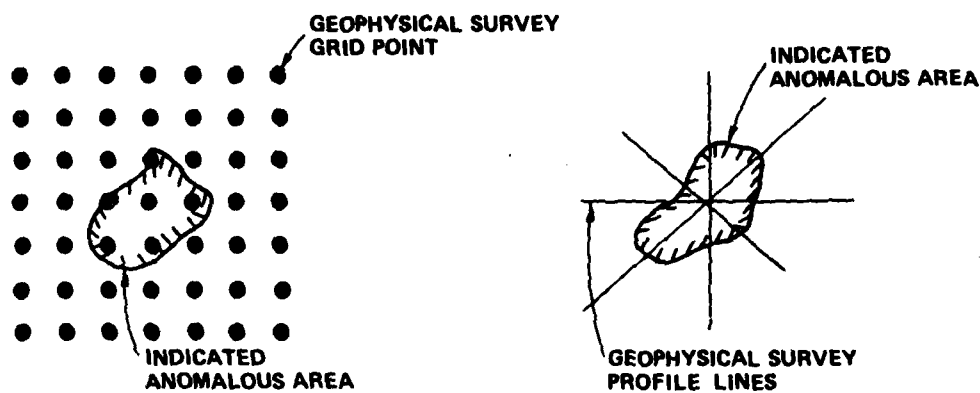 GEOPHYSICAL SURVEY
GRID POINT
INDICATED
ANOMALOUS AREA
INDICATED
ANOMALOUS AREA
GEOPHYSICAL SURVEY
PROFILE LINES